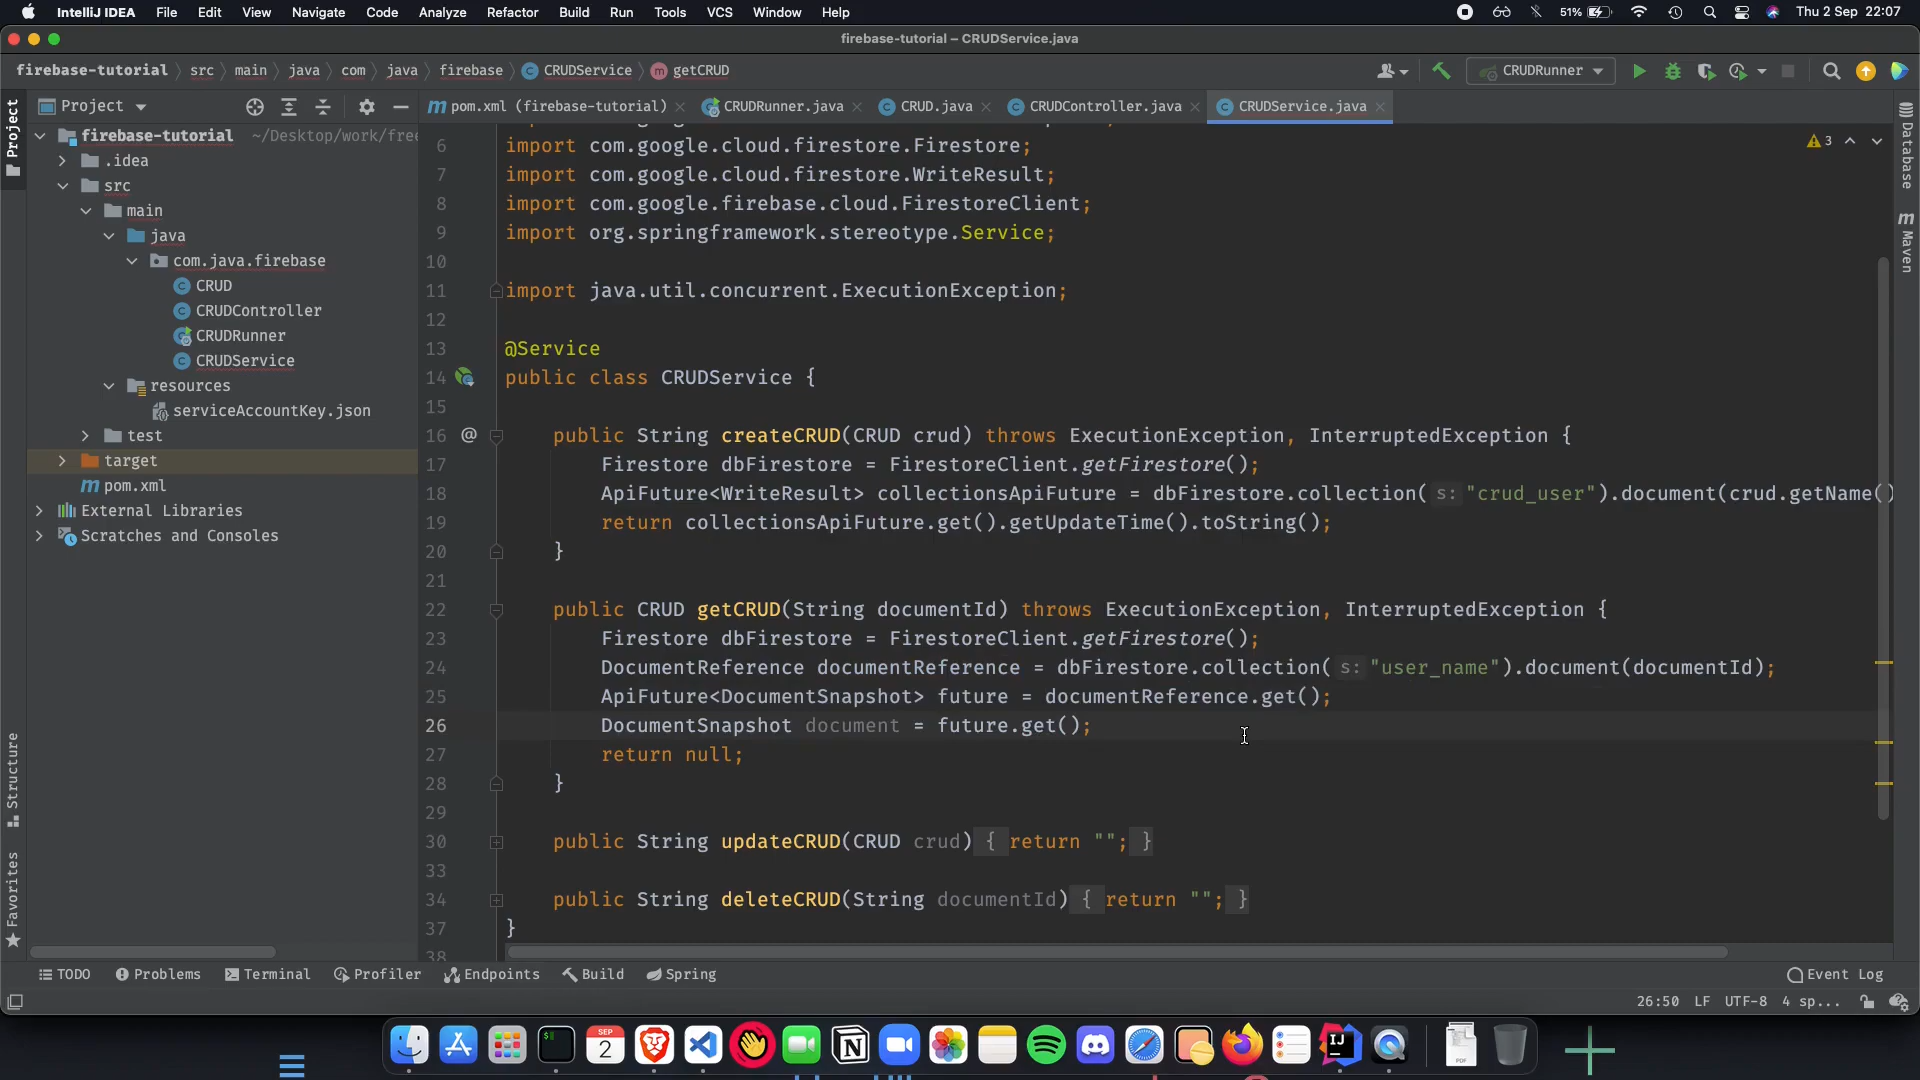 IntelliJ IDEA File Edit View Navigate Code Analyze Refactor Build Run Tools VCS Window Help 51% Thu 2 Sep 22:07
firebase-tutorial – CRUDService.java
firebase-tutorial src main java com java firebase CRUDService getCRUD CRUDRunner
Project
pom.xml (firebase-tutorial) CRUDRunner.java CRUD.java CRUDController.java CRUDService.java
Project
Structure
Favorites
firebase-tutorial ~/Desktop/work/free
.idea
src
main
java
com.java.firebase
CRUD
CRUDController
CRUDRunner
CRUDService
resources
serviceAccountKey.json
test
target
pom.xml
External Libraries
Scratches and Consoles
3
6 import com.google.cloud.firestore.Firestore;
7 import com.google.cloud.firestore.WriteResult;
8 import com.google.firebase.cloud.FirestoreClient;
9 import org.springframework.stereotype.Service;
10
11 import java.util.concurrent.ExecutionException;
12
13 @Service
14 public class CRUDService {
15
16 @ public String createCRUD(CRUD crud) throws ExecutionException, InterruptedException {
17 Firestore dbFirestore = FirestoreClient.getFirestore();
18 ApiFuture<WriteResult> collectionsApiFuture = dbFirestore.collection( s: "crud_user").document(crud.getName()
19 return collectionsApiFuture.get().getUpdateTime().toString();
20 }
21
22 public CRUD getCRUD(String documentId) throws ExecutionException, InterruptedException {
23 Firestore dbFirestore = FirestoreClient.getFirestore();
24 DocumentReference documentReference = dbFirestore.collection( s: "user_name").document(documentId);
25 ApiFuture<DocumentSnapshot> future = documentReference.get();
26 DocumentSnapshot document = future.get();
27 return null;
28 }
29
30 public String updateCRUD(CRUD crud) { return ""; }
33
34 public String deleteCRUD(String documentId) { return ""; }
37 }
38
Database
Maven
TODO Problems Terminal Profiler Endpoints Build Spring Event Log
26:50 LF UTF-8 4 sp...
SEP
2
IJ
PDF